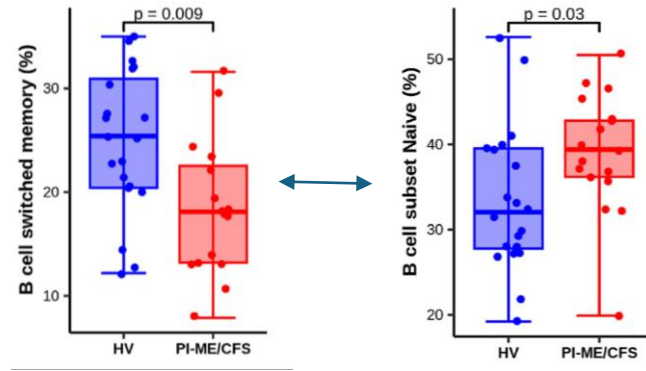 p = 0.009
B cell switched memory (%)
30
20
10
HV PI-ME/CFS
p = 0.03
B cell subset Naive (%)
50
40
30
20
HV PI-ME/CFS